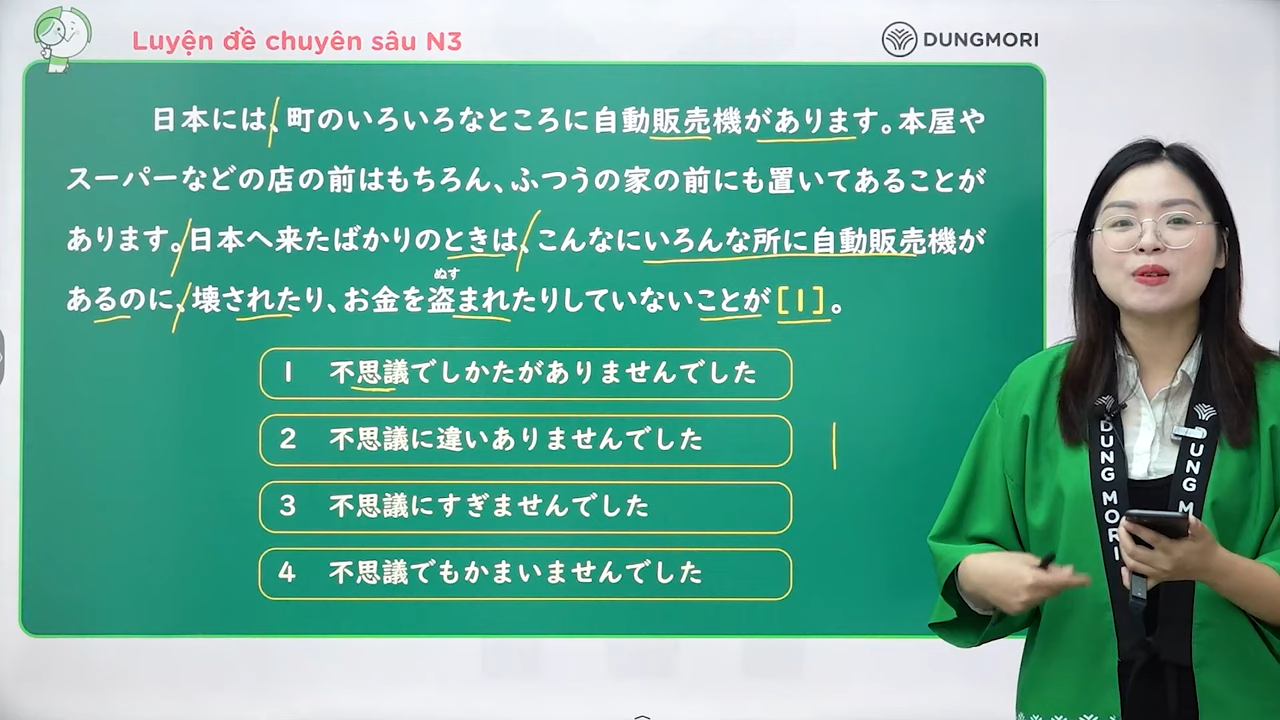 Luyện đề chuyên sâu N3
DUNGMORI
日本には、町のいろいろなところに自動販売機があります。本屋や
スーパーなどの店の前はもちろん、ふつうの家の前にも置いてあることが
あります。日本へ来たばかりのときは、こんなにいろんな所に自動販売機が
ぬす
あるのに、壊されたり、お金を盗まれたりしていないことが[1]。
1 不思議でしかたがありませんでした
2 不思議に違いありませんでした
3 不思議にすぎませんでした
4 不思議でもかまいませんでした
DUNG MORI